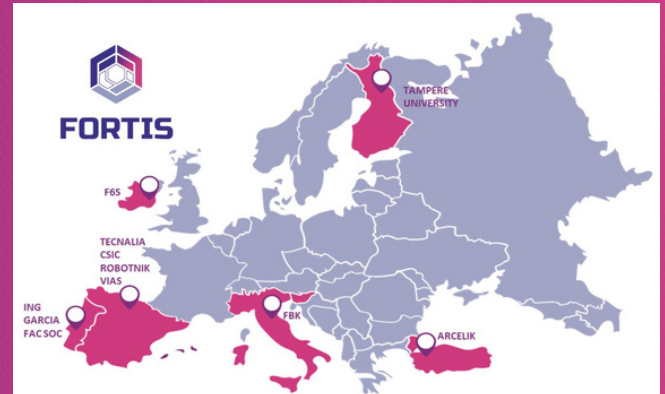 FORTIS
TAMPERE
UNIVERSITY
F6S
TECNALIA
CSIC
ROBOTNIK
VIAS
ING
GARCIA
FAC SOC
FBK
ARCELIK